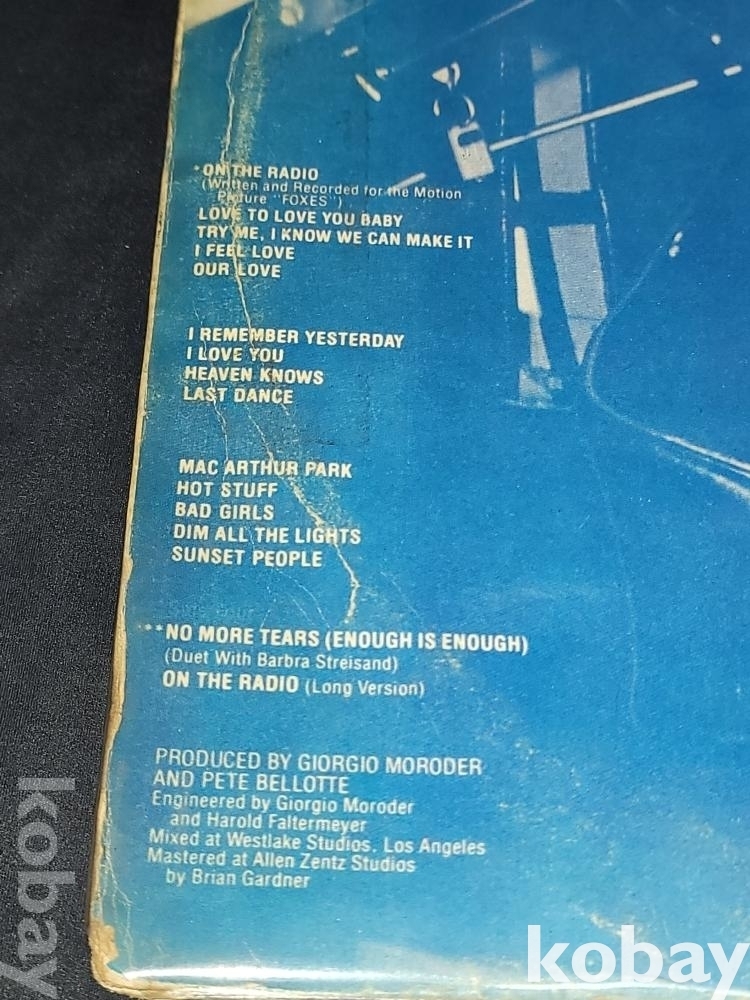 *ON THE RADIO
(Written and Recorded for the Motion
Picture "FOXES")
LOVE TO LOVE YOU BABY
TRY ME, I KNOW WE CAN MAKE IT
I FEEL LOVE
OUR LOVE
I REMEMBER YESTERDAY
I LOVE YOU
HEAVEN KNOWS
LAST DANCE
MAC ARTHUR PARK
HOT STUFF
BAD GIRLS
DIM ALL THE LIGHTS
SUNSET PEOPLE
Side Four
**NO MORE TEARS (ENOUGH IS ENOUGH)
(Duet With Barbra Streisand)
ON THE RADIO (Long Version)
PRODUCED BY GIORGIO MORODER
AND PETE BELLOTTE
Engineered by Giorgio Moroder
and Harold Faltermeyer
Mixed at Westlake Studios, Los Angeles
Mastered at Allen Zentz Studios
by Brian Gardner
kobay
kobay